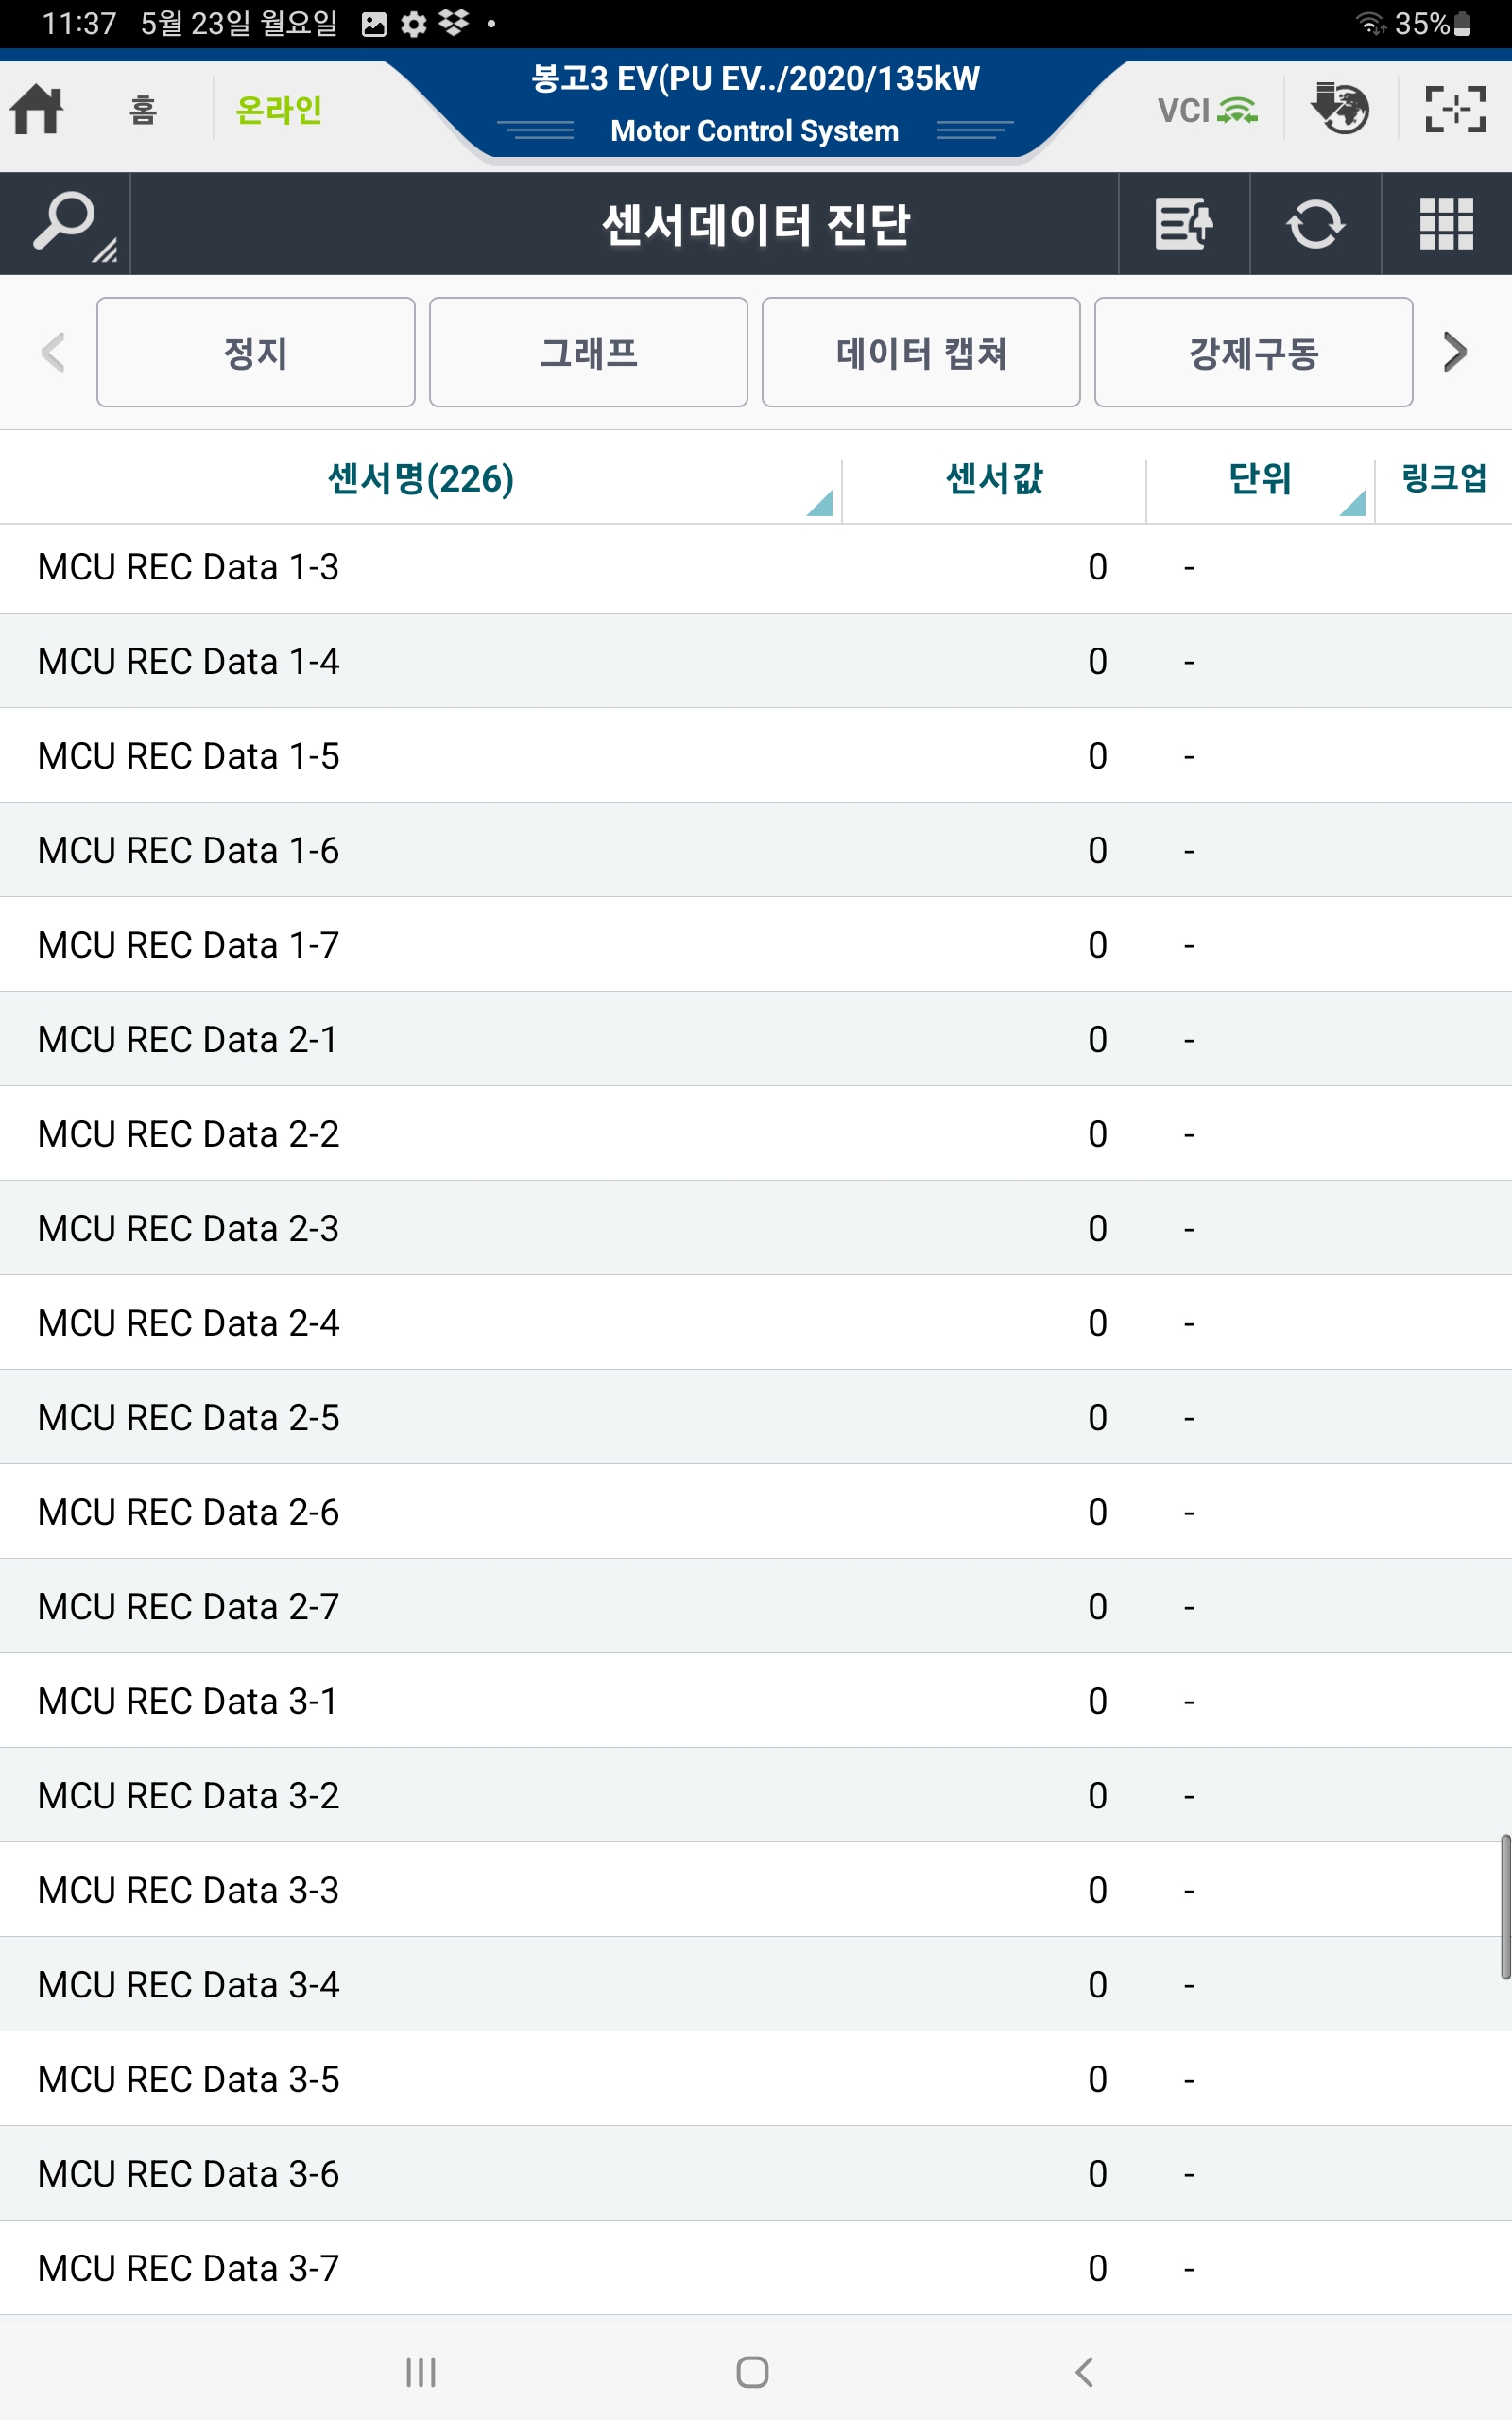 11:37 5월 23일 월요일 35%
봉고3 EV(PU EV../2020/135kW
홈 온라인 VCI
Motor Control System
센서데이터 진단
정지 그래프 데이터 캡쳐 강제구동
센서명(226) 센서값 단위 링크업
MCU REC Data 1-3 0 -
MCU REC Data 1-4 0 -
MCU REC Data 1-5 0 -
MCU REC Data 1-6 0 -
MCU REC Data 1-7 0 -
MCU REC Data 2-1 0 -
MCU REC Data 2-2 0 -
MCU REC Data 2-3 0 -
MCU REC Data 2-4 0 -
MCU REC Data 2-5 0 -
MCU REC Data 2-6 0 -
MCU REC Data 2-7 0 -
MCU REC Data 3-1 0 -
MCU REC Data 3-2 0 -
MCU REC Data 3-3 0 -
MCU REC Data 3-4 0 -
MCU REC Data 3-5 0 -
MCU REC Data 3-6 0 -
MCU REC Data 3-7 0 -